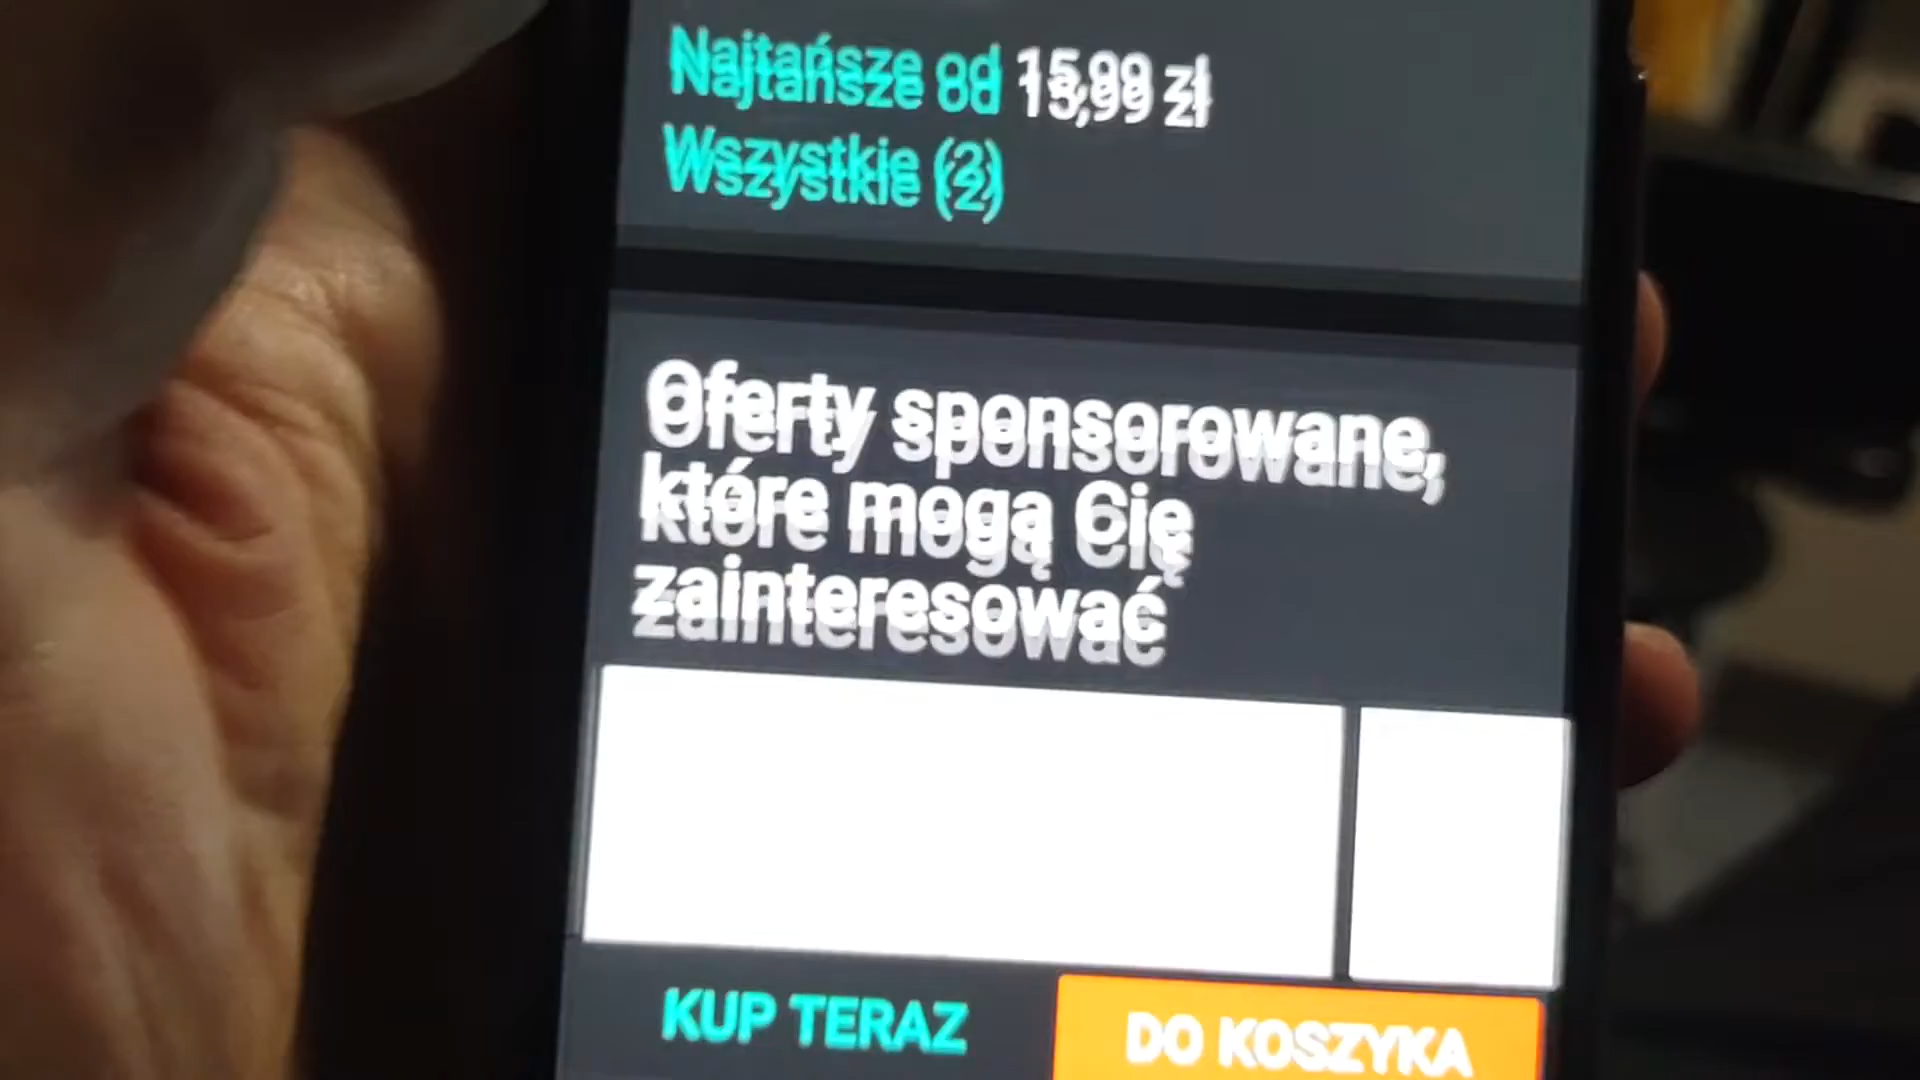 Najtańsze od 15,99 zł
Wszystkie (2)
Oferty sponsorowane,
które mogą Cię
zainteresować
KUP TERAZ
DO KOSZYKA